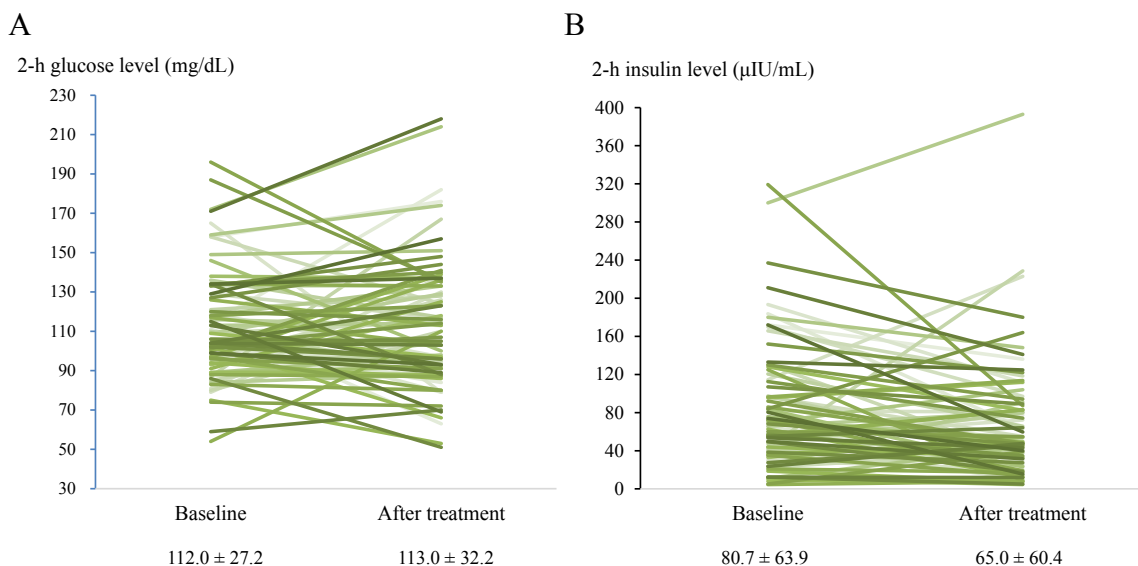 A
2-h glucose level (mg/dL)
230
210
190
170
150
130
110
90
70
50
30
Baseline
After treatment
112.0 ± 27.2
113.0 ± 32.2
B
2-h insulin level (μIU/mL)
400
360
320
280
240
200
160
120
80
40
0
Baseline
After treatment
80.7 ± 63.9
65.0 ± 60.4